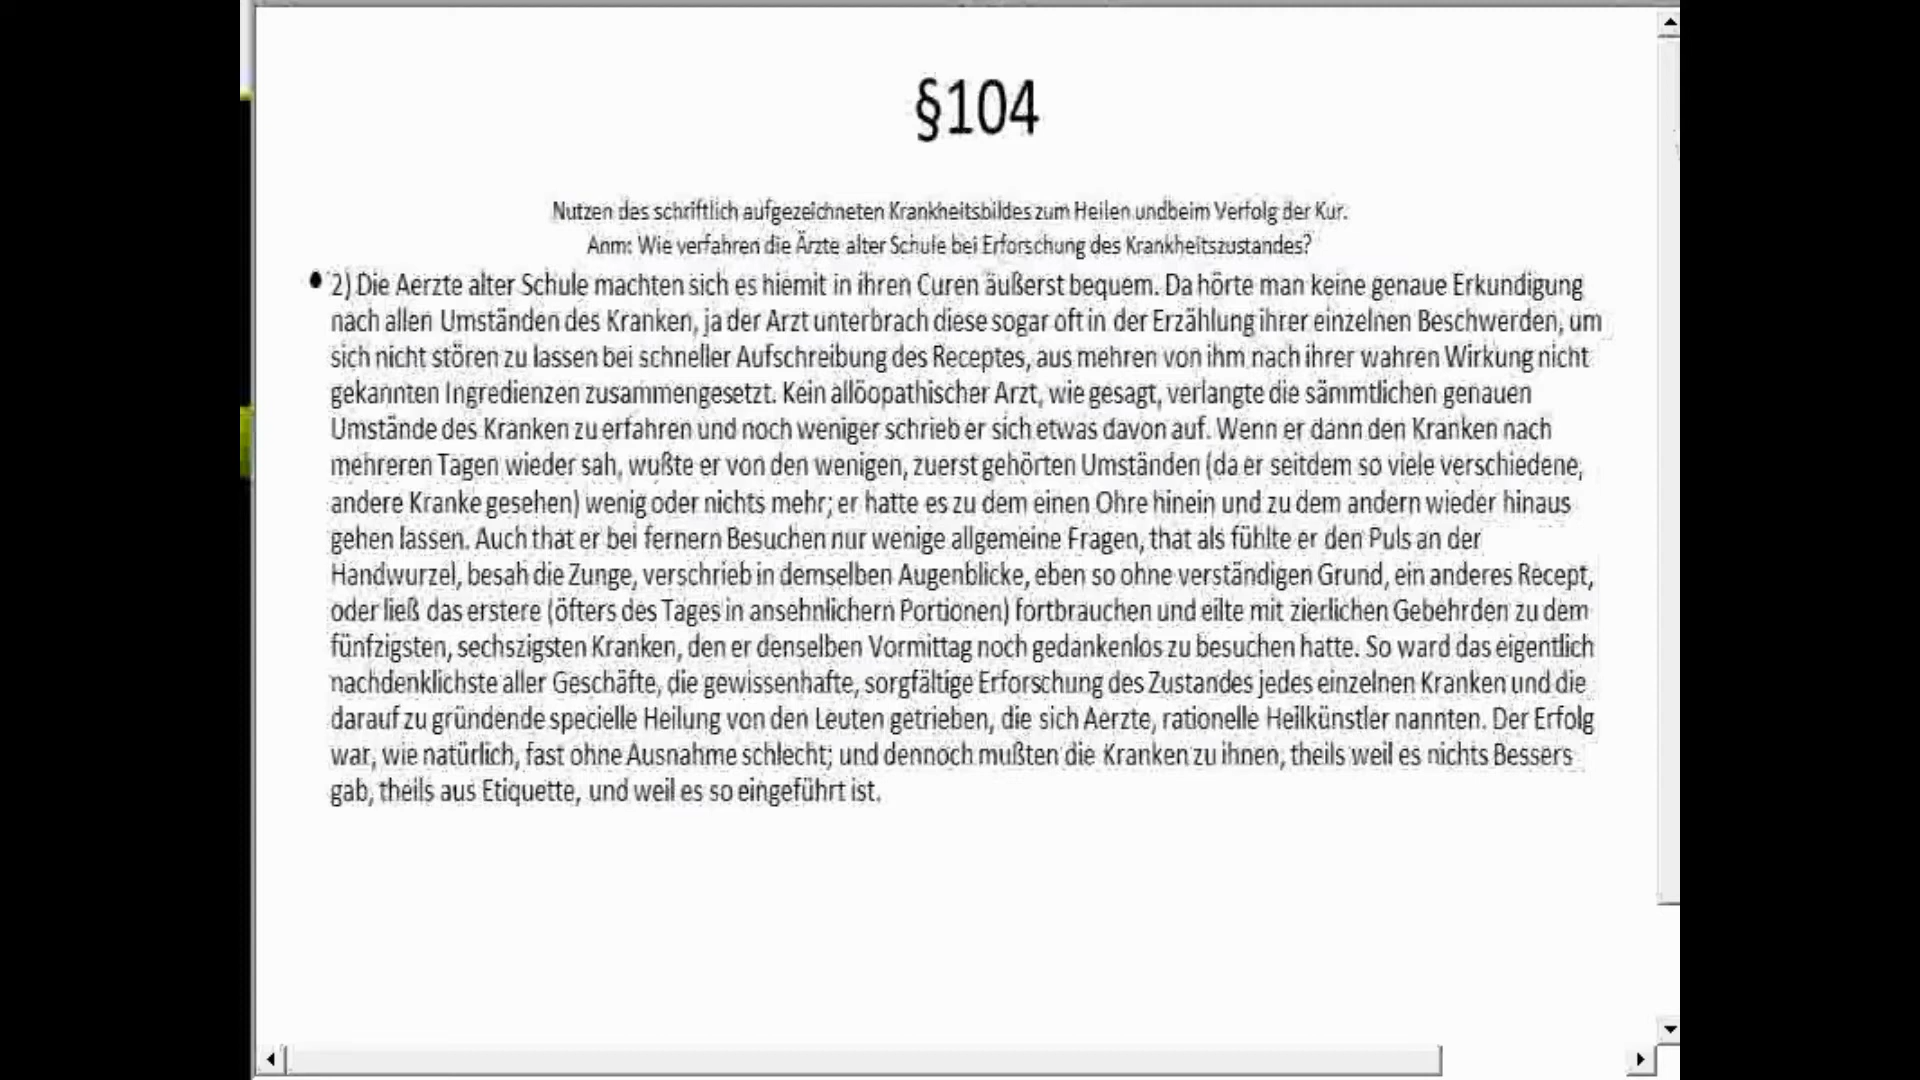 §104
Nutzen des schriftlich aufgezeichneten Krankheitsbildes zum Heilen undbeim Verfolg der Kur.
Anm: Wie verfahren die Ärzte alter Schule bei Erforschung des Krankheitszustandes?
• 2) Die Aerzte alter Schule machten sich es hiemit in ihren Curen äußerst bequem. Da hörte man keine genaue Erkundigung
nach allen Umständen des Kranken, ja der Arzt unterbrach diese sogar oft in der Erzählung ihrer einzelnen Beschwerden, um
sich nicht stören zu lassen bei schneller Aufschreibung des Receptes, aus mehren von ihm nach ihrer wahren Wirkung nicht
gekannten Ingredienzen zusammengesetzt. Kein allöopathischer Arzt, wie gesagt, verlangte die sämmtlichen genauen
Umstände des Kranken zu erfahren und noch weniger schrieb er sich etwas davon auf. Wenn er dann den Kranken nach
mehreren Tagen wieder sah, wußte er von den wenigen, zuerst gehörten Umständen (da er seitdem so viele verschiedene,
andere Kranke gesehen) wenig oder nichts mehr; er hatte es zu dem einen Ohre hinein und zu dem andern wieder hinaus
gehen lassen. Auch that er bei fernern Besuchen nur wenige allgemeine Fragen, that als fühlte er den Puls an der
Handwurzel, besah die Zunge, verschrieb in demselben Augenblicke, eben so ohne verständigen Grund, ein anderes Recept,
oder ließ das erstere (öfters des Tages in ansehnlichern Portionen) fortbrauchen und eilte mit zierlichen Gebehrden zu dem
fünfzigsten, sechszigsten Kranken, den er denselben Vormittag noch gedankenlos zu besuchen hatte. So ward das eigentlich
nachdenklichste aller Geschäfte, die gewissenhafte, sorgfältige Erforschung des Zustandes jedes einzelnen Kranken und die
darauf zu gründende specielle Heilung von den Leuten getrieben, die sich Aerzte, rationelle Heilkünstler nannten. Der Erfolg
war, wie natürlich, fast ohne Ausnahme schlecht; und dennoch mußten die Kranken zu ihnen, theils weil es nichts Bessers
gab, theils aus Etiquette, und weil es so eingeführt ist.